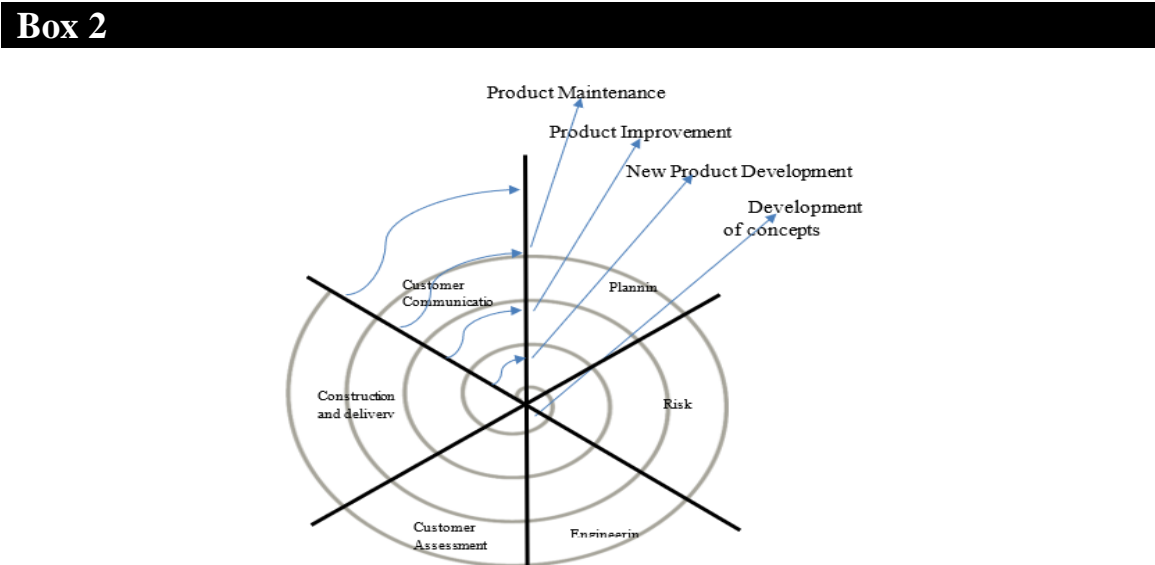 Box 2
Product Maintenance
Product Improvement
New Product Development
Development
of concepts
Customer
Communicatio
Plannin
Construction
and delivery
Risk
Customer
Assessment
Engineerin